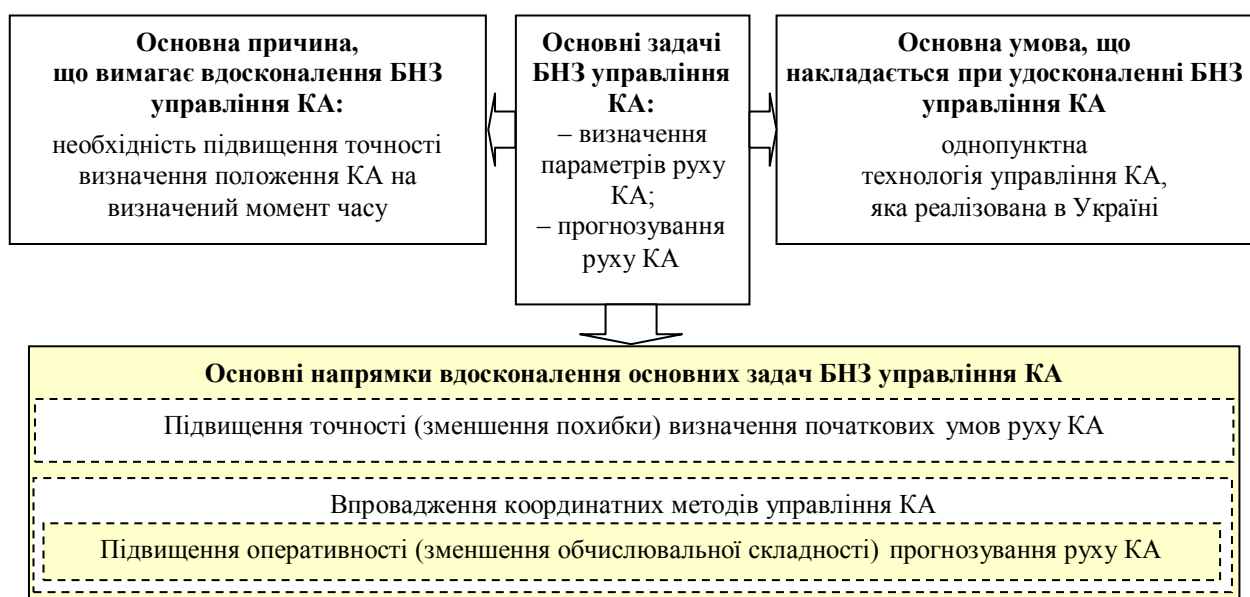 Основна причина,
що вимагає вдосконалення БНЗ
управління КА:
необхідність підвищення точності
визначення положення КА на
визначений момент часу
Основні задачі
БНЗ управління
КА:
– визначення
параметрів руху
КА;
– прогнозування
руху КА
Основна умова, що
накладається при удосконаленні БНЗ
управління КА
однопунктна
технологія управління КА,
яка реалізована в Україні
Основні напрямки вдосконалення основних задач БНЗ управління КА
Підвищення точності (зменшення похибки) визначення початкових умов руху КА
Впровадження координатних методів управління КА
Підвищення оперативності (зменшення обчислювальної складності) прогнозування руху КА